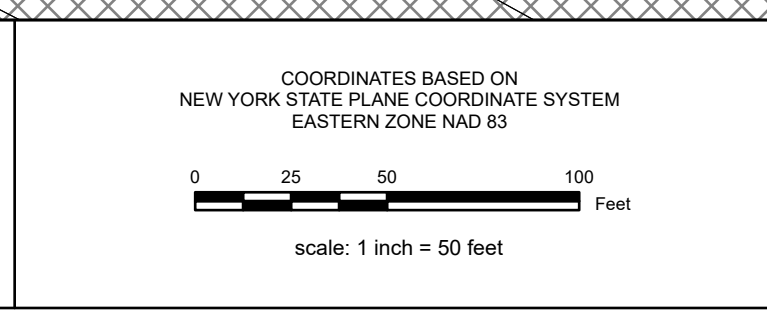 COORDINATES BASED ON
NEW YORK STATE PLANE COORDINATE SYSTEM
EASTERN ZONE NAD 83
0 25 50 100
Feet
scale: 1 inch = 50 feet